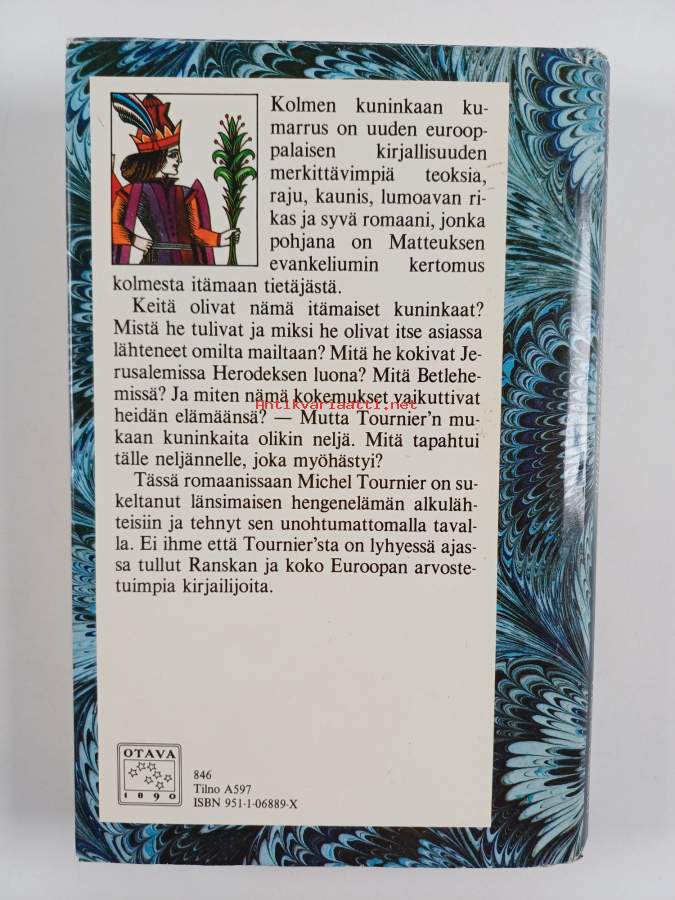 Kolmen kuninkaan ku-
marrus on uuden euroop-
palaisen kirjallisuuden
merkittävimpiä teoksia,
raju, kaunis, lumoavan ri-
kas ja syvä romaani, jonka
pohjana on Matteuksen
evankeliumin kertomus
kolmesta itämaan tietäjästä.
Keitä olivat nämä itämaiset kuninkaat?
Mistä he tulivat ja miksi he olivat itse asiassa
lähteneet omilta mailtaan? Mitä he kokivat Je-
rusalemissa Herodeksen luona? Mitä Betlehe-
missä? Ja miten nämä kokemukset vaikuttivat
Antikvariaatti.net
heidän elämäänsä? — Mutta Tournier'n mu-
kaan kuninkaita olikin neljä. Mitä tapahtui
tälle neljännelle, joka myöhästyi?
Tässä romaanissaan Michel Tournier on su-
keltanut länsimaisen hengenelämän alkuläh-
teisiin ja tehnyt sen unohtumattomalla taval-
la. Ei ihme että Tournier'sta on lyhyessä ajas-
sa tullut Ranskan ja koko Euroopan arvoste-
tuimpia kirjailijoita.
OTAVA
1890
846
Tilno A597
ISBN 951-1-06889-X